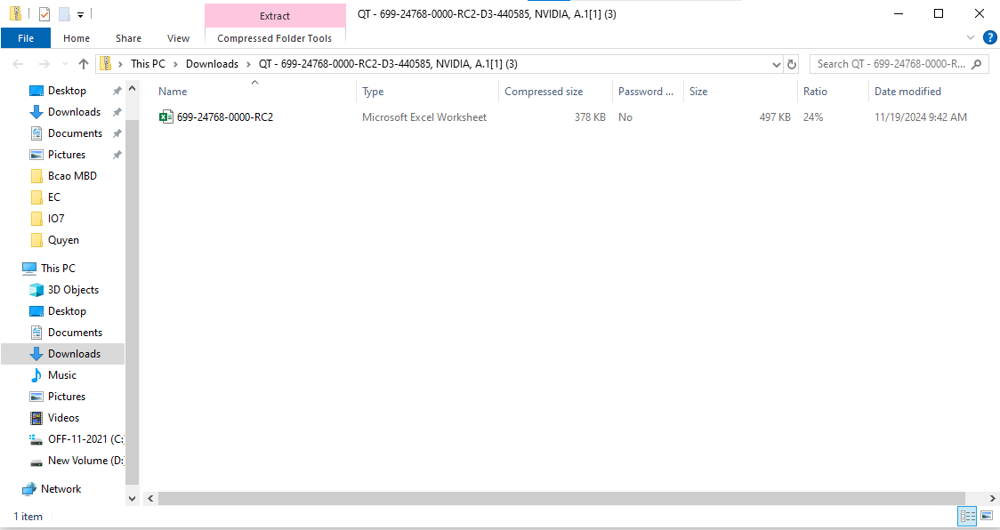 Extract
QT - 699-24768-0000-RC2-D3-440585, NVIDIA, A.1[1] (3)
File
Home
Share
View
Compressed Folder Tools
This PC
Downloads
QT - 699-24768-0000-RC2-D3-440585, NVIDIA, A.1[1] (3)
Search QT - 699-24768-0000-R...
Name
Type
Compressed size
Password ...
Size
Ratio
Date modified
699-24768-0000-RC2
Microsoft Excel Worksheet
378 KB
No
497 KB
24%
11/19/2024 9:42 AM
Desktop
Downloads
Documents
Pictures
Bcao MBD
EC
IO7
Quyen
This PC
3D Objects
Desktop
Documents
Downloads
Music
Pictures
Videos
OFF-11-2021 (C:
New Volume (D:
Network
1 item